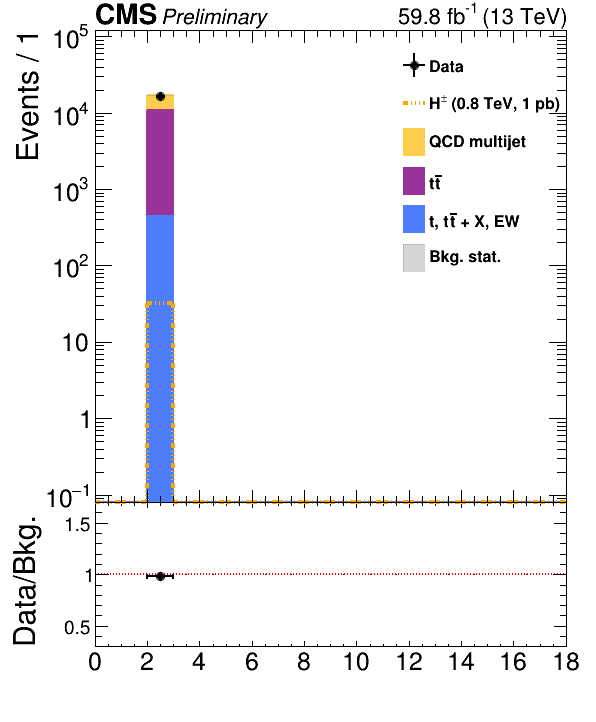 CMS Preliminary 59.8 fb⁻¹ (13 TeV)
Events / 1
10⁵
10⁴
10³
10²
10
1
10⁻¹
Data
H± (0.8 TeV, 1 pb)
QCD multijet
tt̄
t, tt̄ + X, EW
Bkg. stat.
Data/Bkg.
1.5
1
0.5
0 2 4 6 8 10 12 14 16 18